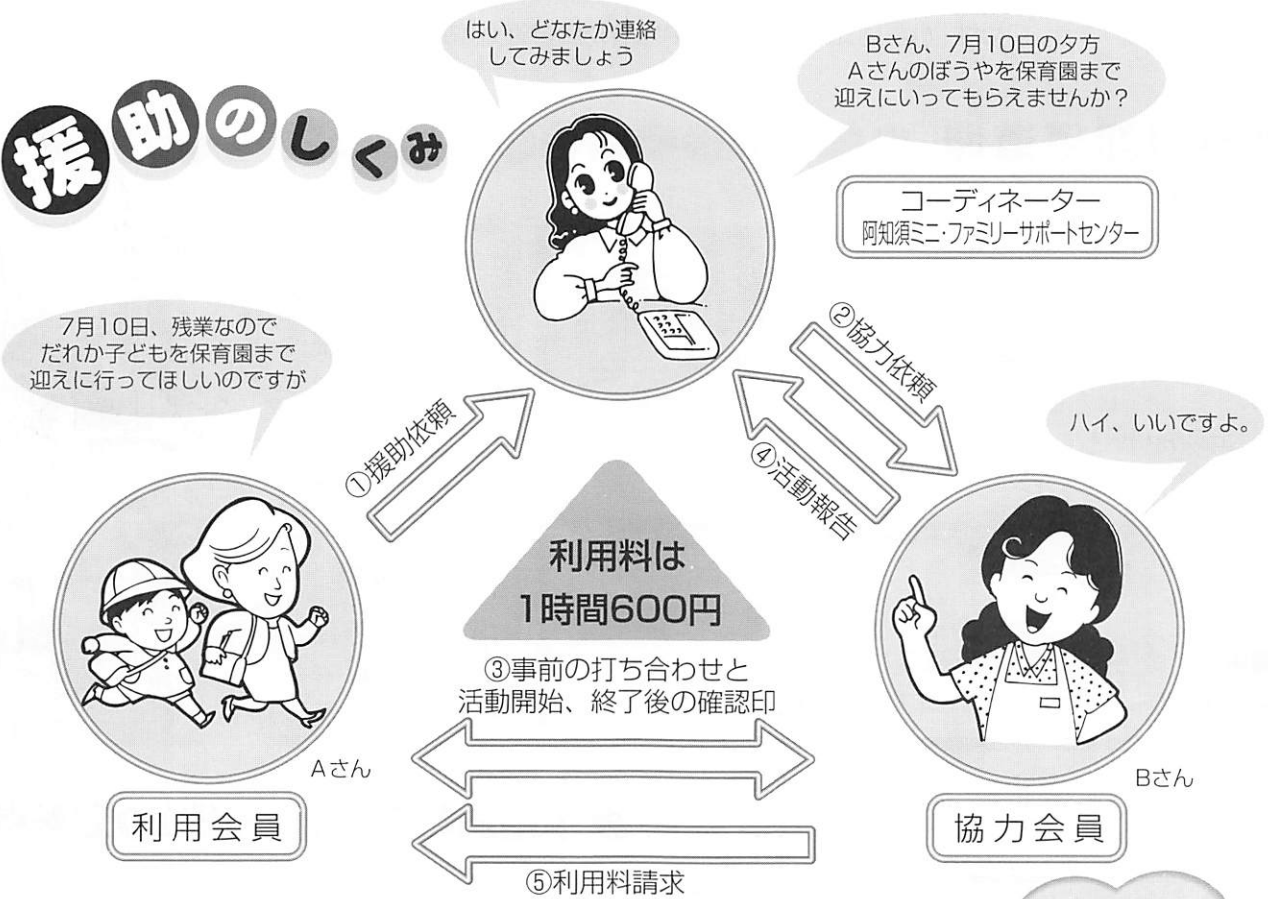 援助のしくみ
はい、どなたか連絡
してみましょう
Bさん、7月10日の夕方
Aさんのぼうやを保育園まで
迎えにいってもらえませんか?
コーディネーター
阿知須ミニ・ファミリーサポートセンター
7月10日、残業なので
だれか子どもを保育園まで
迎えに行ってほしいのですが
①援助依頼
②協力依頼
④活動報告
ハイ、いいですよ。
利用料は
1時間600円
③事前の打ち合わせと
活動開始、終了後の確認印
Aさん
利用会員
Bさん
協力会員
⑤利用料請求